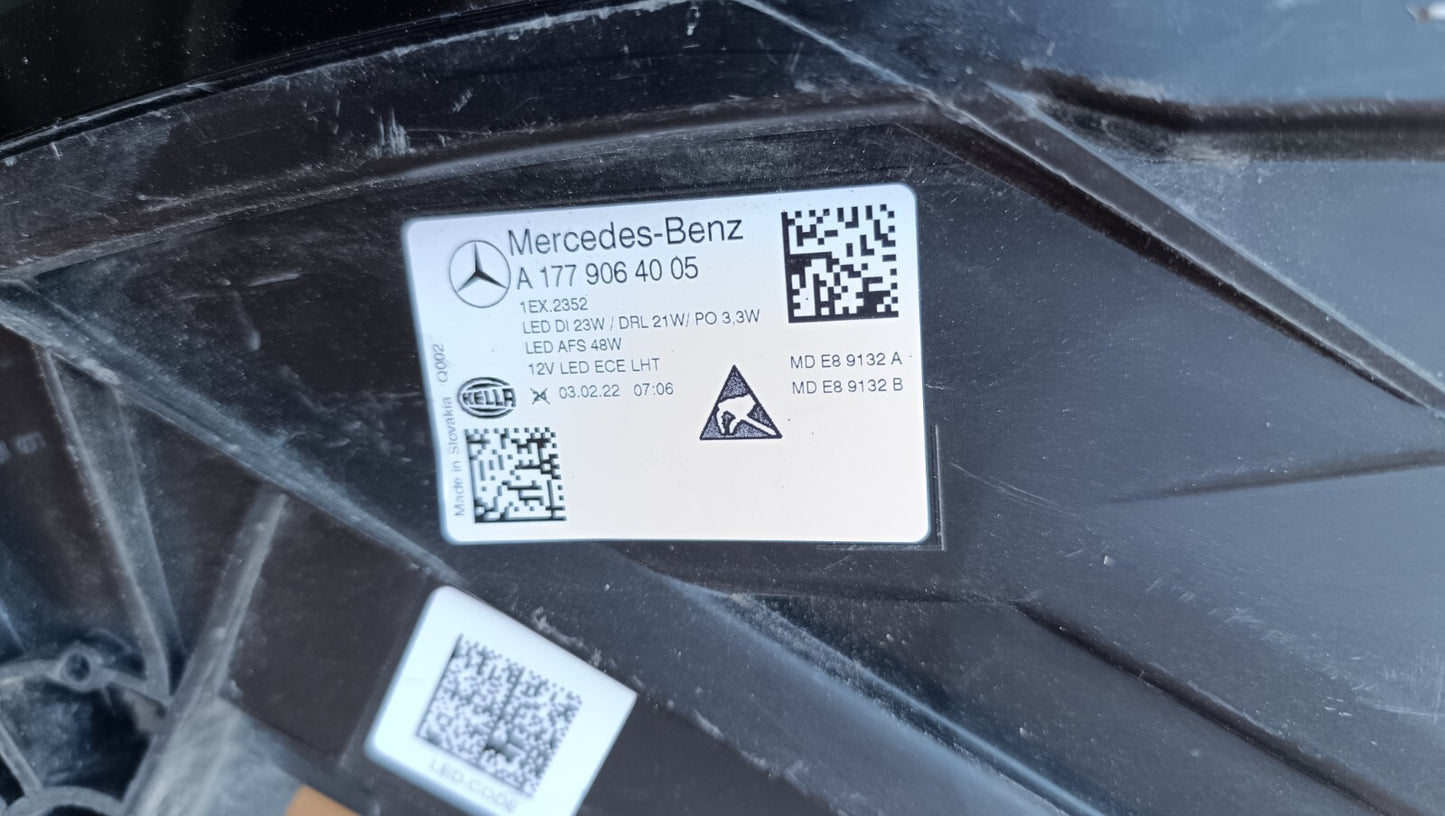 Mercedes-Benz
A 177 906 40 05
1EX.2352
LED DI 23W / DRL 21W/ PO 3,3W
LED AFS 48W
12V LED ECE LHT
HELLA
03.02.22 07:06
MD E8 9132 A
MD E8 9132 B
Made in Slovakia Q002
LED-CODE